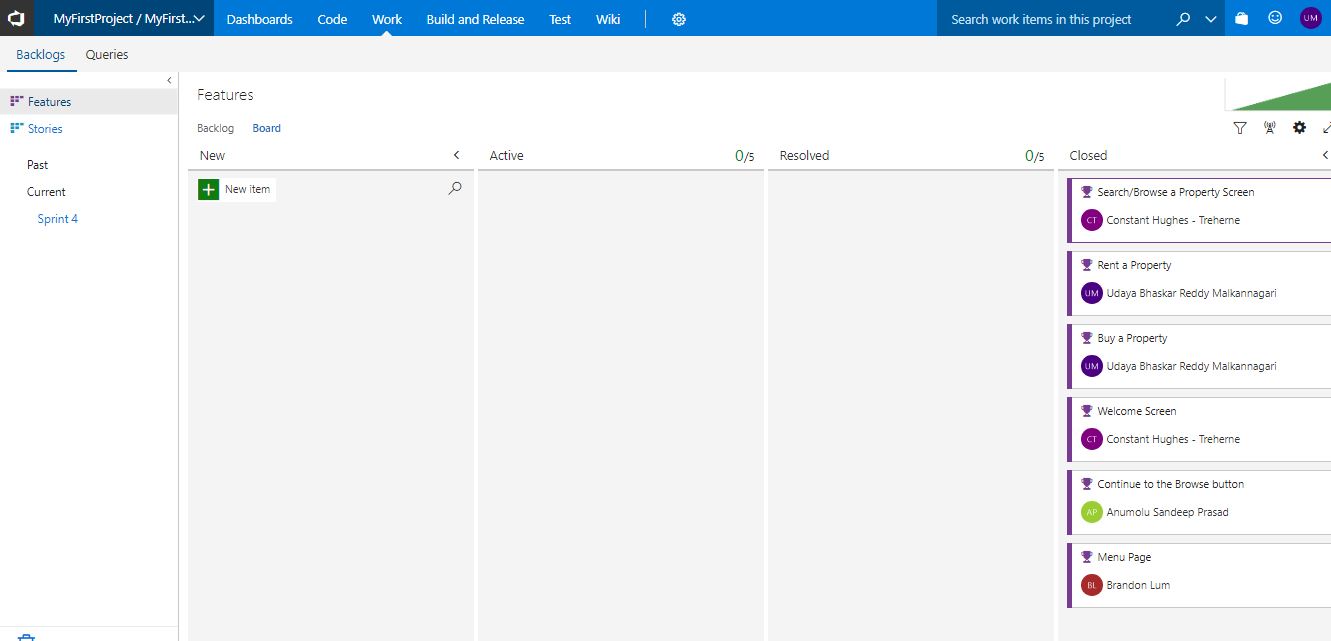 MyFirstProject / MyFirst...
Dashboards
Code
Work
Build and Release
Test
Wiki
Search work items in this project
UM
Backlogs
Queries
Features
Stories
Past
Current
Sprint 4
Features
Backlog
Board
New
Active
0/5
Resolved
0/5
Closed
New item
Search/Browse a Property Screen
CT Constant Hughes - Treherne
Rent a Property
UM Udaya Bhaskar Reddy Malkannagari
Buy a Property
UM Udaya Bhaskar Reddy Malkannagari
Welcome Screen
CT Constant Hughes - Treherne
Continue to the Browse button
AP Anumolu Sandeep Prasad
Menu Page
BL Brandon Lum